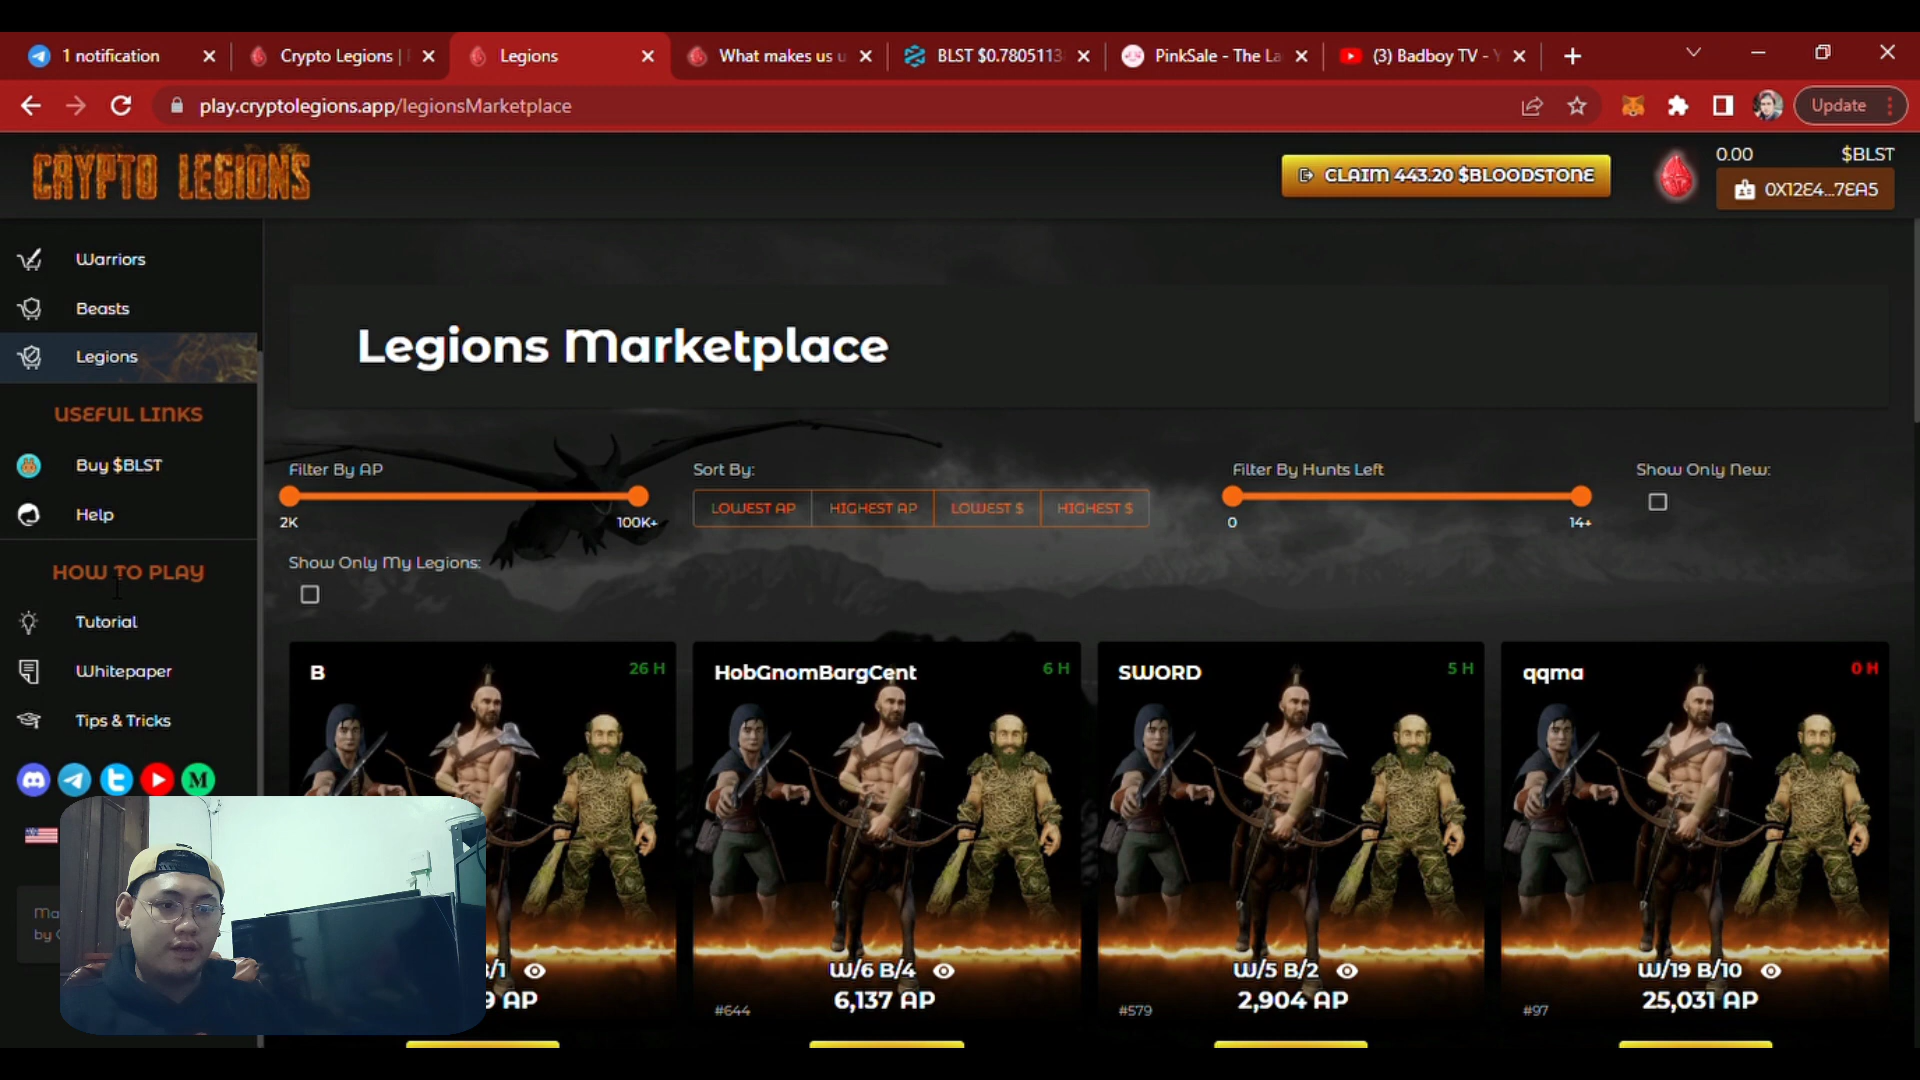 1 notification
Crypto Legions |
Legions
What makes us u
BLST $0.7805113
PinkSale - The La
(3) Badboy TV - Y
play.cryptolegions.app/legionsMarketplace
Update
CRYPTO LEGIONS
CLAIM 443.20 $BLOODSTONE
0.00 $BLST
0X12E4...7EA5
Warriors
Beasts
Legions
USEFUL LINKS
Buy $BLST
Help
HOW TO PLAY
Tutorial
Whitepaper
Tips & Tricks
M
Ma
by
Legions Marketplace
Filter By AP
2K 100K+
Sort By:
LOWEST AP HIGHEST AP LOWEST $ HIGHEST $
Filter By Hunts Left
0 14+
Show Only New:
Show Only My Legions:
B 26 H
/1
9 AP
HobGnomBargCent 6 H
W/6 B/4
#644 6,137 AP
SWORD 5 H
W/5 B/2
#579 2,904 AP
qqma 0 H
W/19 B/10
#97 25,031 AP